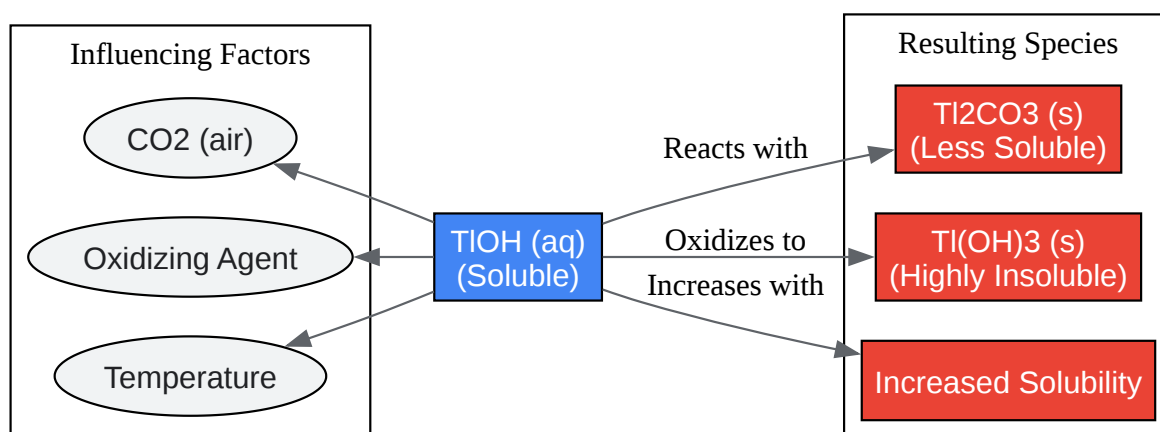 Influencing Factors
CO2 (air)
Oxidizing Agent
Temperature
TlOH (aq)
(Soluble)
Reacts with
Oxidizes to
Increases with
Resulting Species
Tl2CO3 (s)
(Less Soluble)
Tl(OH)3 (s)
(Highly Insoluble)
Increased Solubility